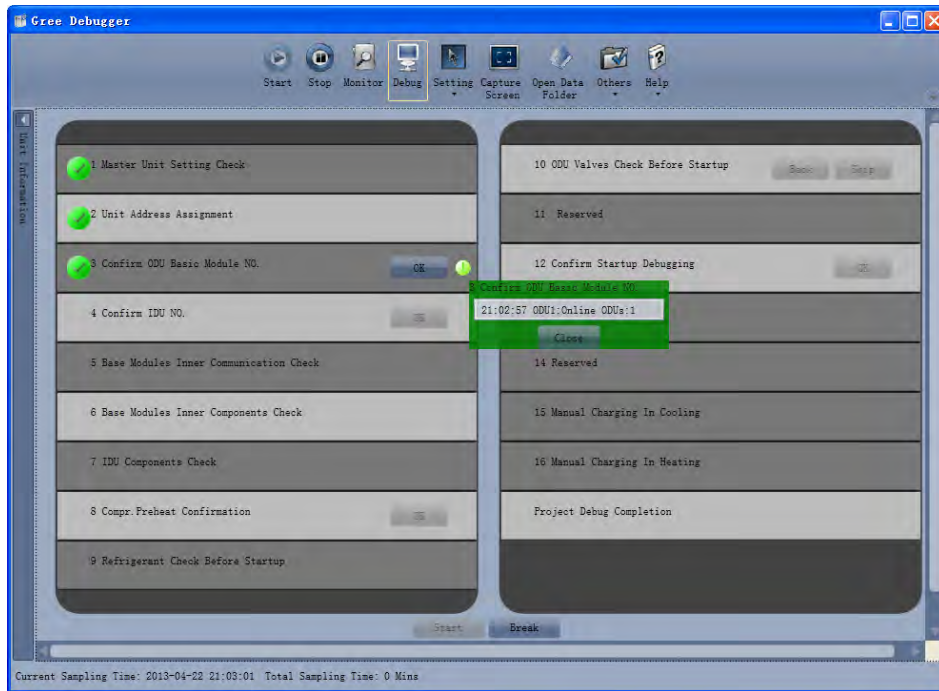 Gree Debugger
Start Stop Monitor Debug Setting Capture Screen Open Data Folder Others Help
Unit Information
1 Master Unit Setting Check
2 Unit Address Assignment
3 Confirm ODU Basic Module NO. OK
4 Confirm IDU NO. OK
5 Base Modules Inner Communication Check
6 Base Modules Inner Components Check
7 IDU Components Check
8 Compr.Preheat Confirmation OK
9 Refrigerant Check Before Startup
10 ODU Valves Check Before Startup Back Skip
11 Reserved
12 Confirm Startup Debugging OK
3 Confirm ODU Basic Module NO.
21:02:57 ODU1:Online ODUs:1
Close
14 Reserved
15 Manual Charging In Cooling
16 Manual Charging In Heating
Project Debug Completion
Start Break
Current Sampling Time: 2013-04-22 21:03:01 Total Sampling Time: 0 Mins